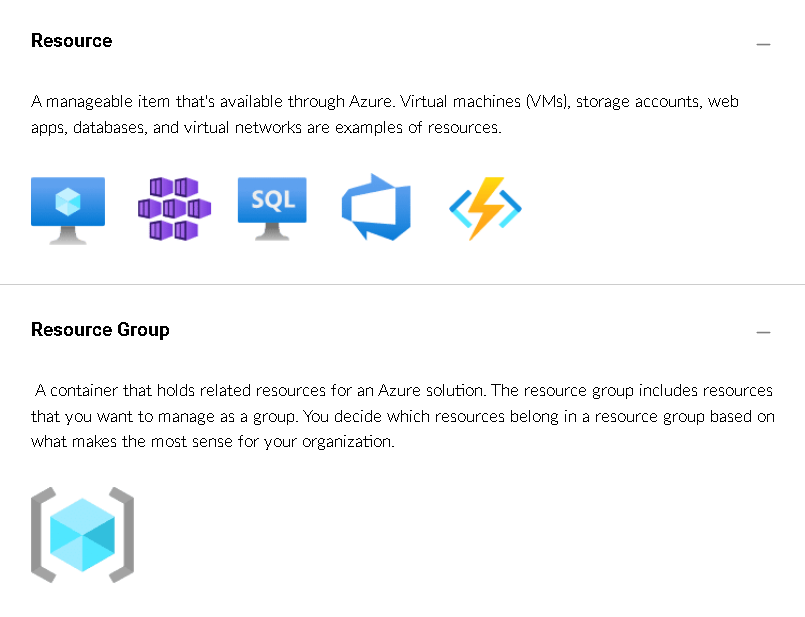 Resource
A manageable item that's available through Azure. Virtual machines (VMs), storage accounts, web
apps, databases, and virtual networks are examples of resources.
SQL
Resource Group
A container that holds related resources for an Azure solution. The resource group includes resources
that you want to manage as a group. You decide which resources belong in a resource group based on
what makes the most sense for your organization.